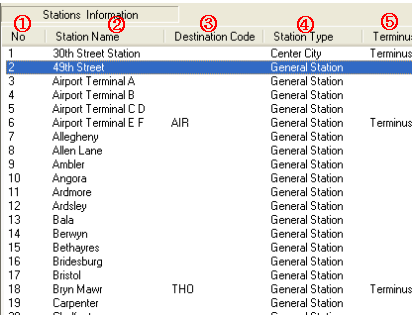 Stations Information
① ② ③ ④ ⑤
No Station Name Destination Code Station Type Terminus
1 30th Street Station Center City Terminus
2 49th Street General Station
3 Airport Terminal A General Station
4 Airport Terminal B General Station
5 Airport Terminal C D General Station
6 Airport Terminal E F AIR General Station Terminus
7 Allegheny General Station
8 Allen Lane General Station
9 Ambler General Station
10 Angora General Station
11 Ardmore General Station
12 Ardsley General Station
13 Bala General Station
14 Berwyn General Station
15 Bethayres General Station
16 Bridesburg General Station
17 Bristol General Station
18 Bryn Mawr THO General Station Terminus
19 Carpenter General Station